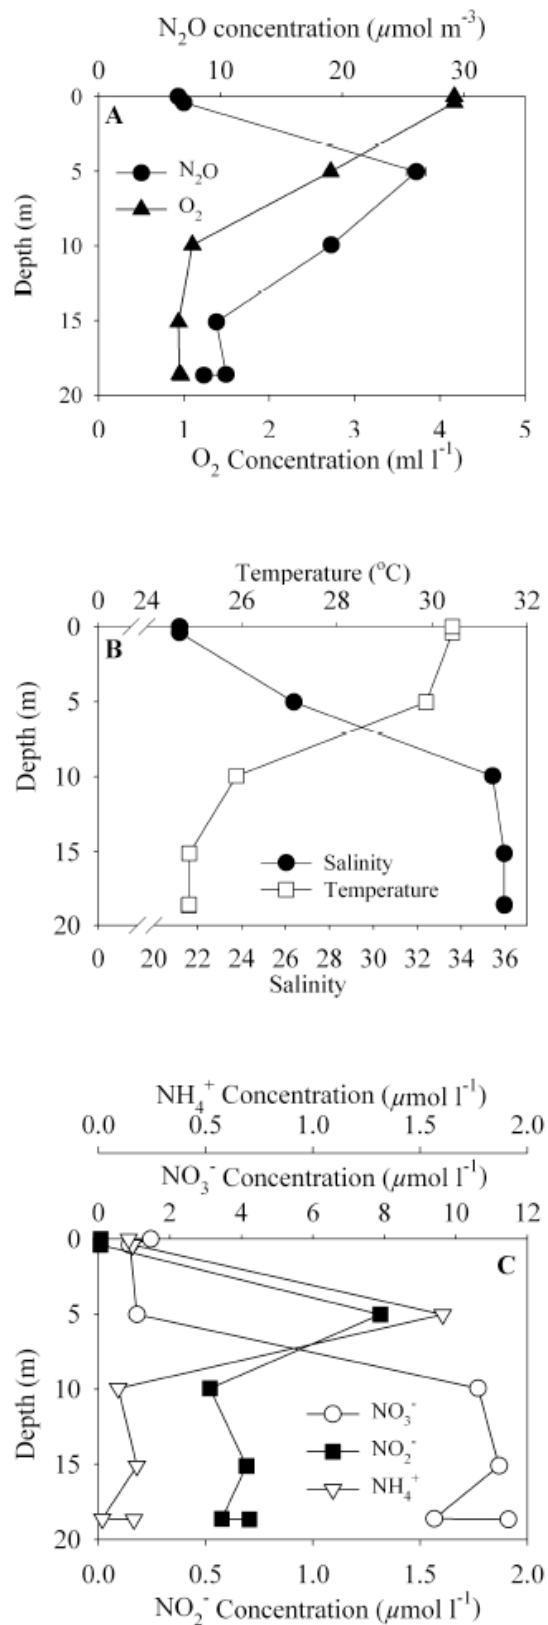 N₂O concentration (µmol m⁻³)
0 10 20 30
A
0
5
10
15
20
Depth (m)
N₂O
O₂
0 1 2 3 4 5
O₂ Concentration (ml l⁻¹)
Temperature (°C)
0 24 26 28 30 32
B
0
5
10
15
20
Depth (m)
Salinity
Temperature
0 20 22 24 26 28 30 32 34 36
Salinity
NH₄⁺ Concentration (µmol l⁻¹)
0.0 0.5 1.0 1.5 2.0
NO₃⁻ Concentration (µmol l⁻¹)
0 2 4 6 8 10 12
C
0
5
10
15
20
Depth (m)
NO₃⁻
NO₂⁻
NH₄⁺
0.0 0.5 1.0 1.5 2.0
NO₂⁻ Concentration (µmol l⁻¹)